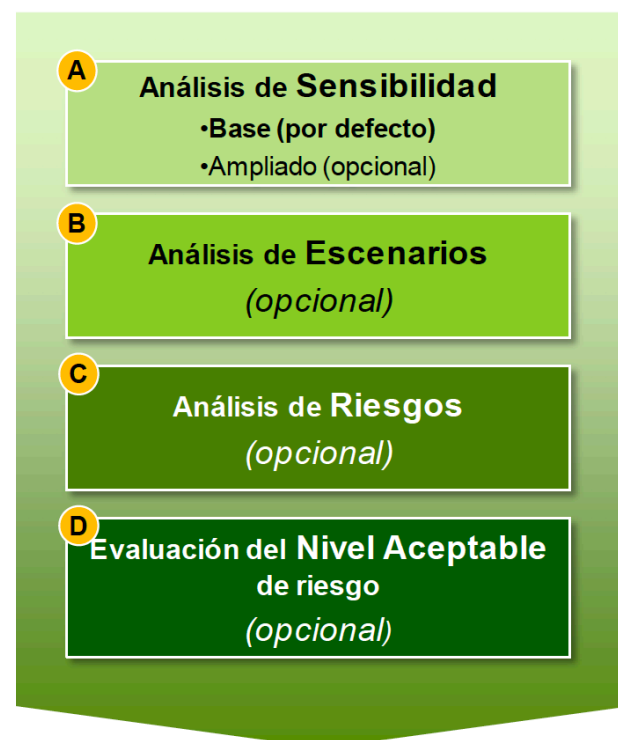 A
Análisis de Sensibilidad
•Base (por defecto)
•Ampliado (opcional)
B
Análisis de Escenarios
(opcional)
C
Análisis de Riesgos
(opcional)
D
Evaluación del Nivel Aceptable
de riesgo
(opcional)